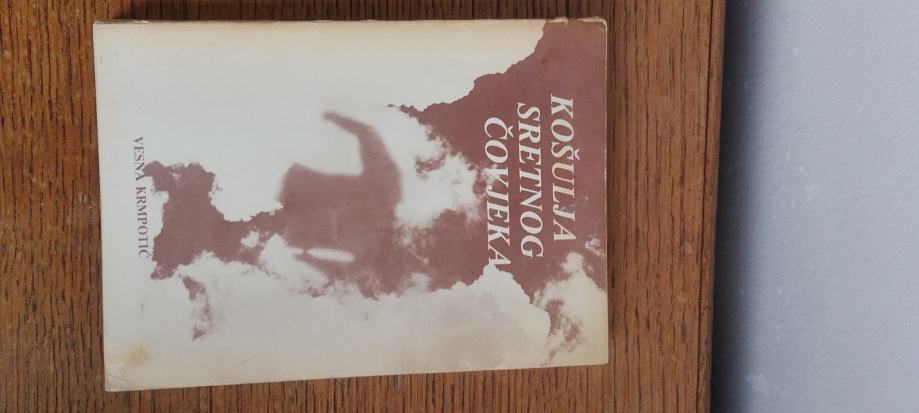 KOŠULJA
SRETNOG
ČOVJEKA
VESNA KRMPOTIĆ